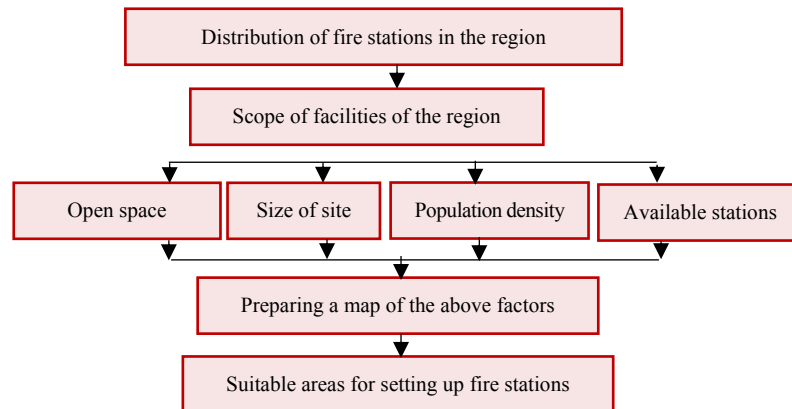 Distribution of fire stations in the region
Scope of facilities of the region
Open space
Size of site
Population density
Available stations
Preparing a map of the above factors
Suitable areas for setting up fire stations